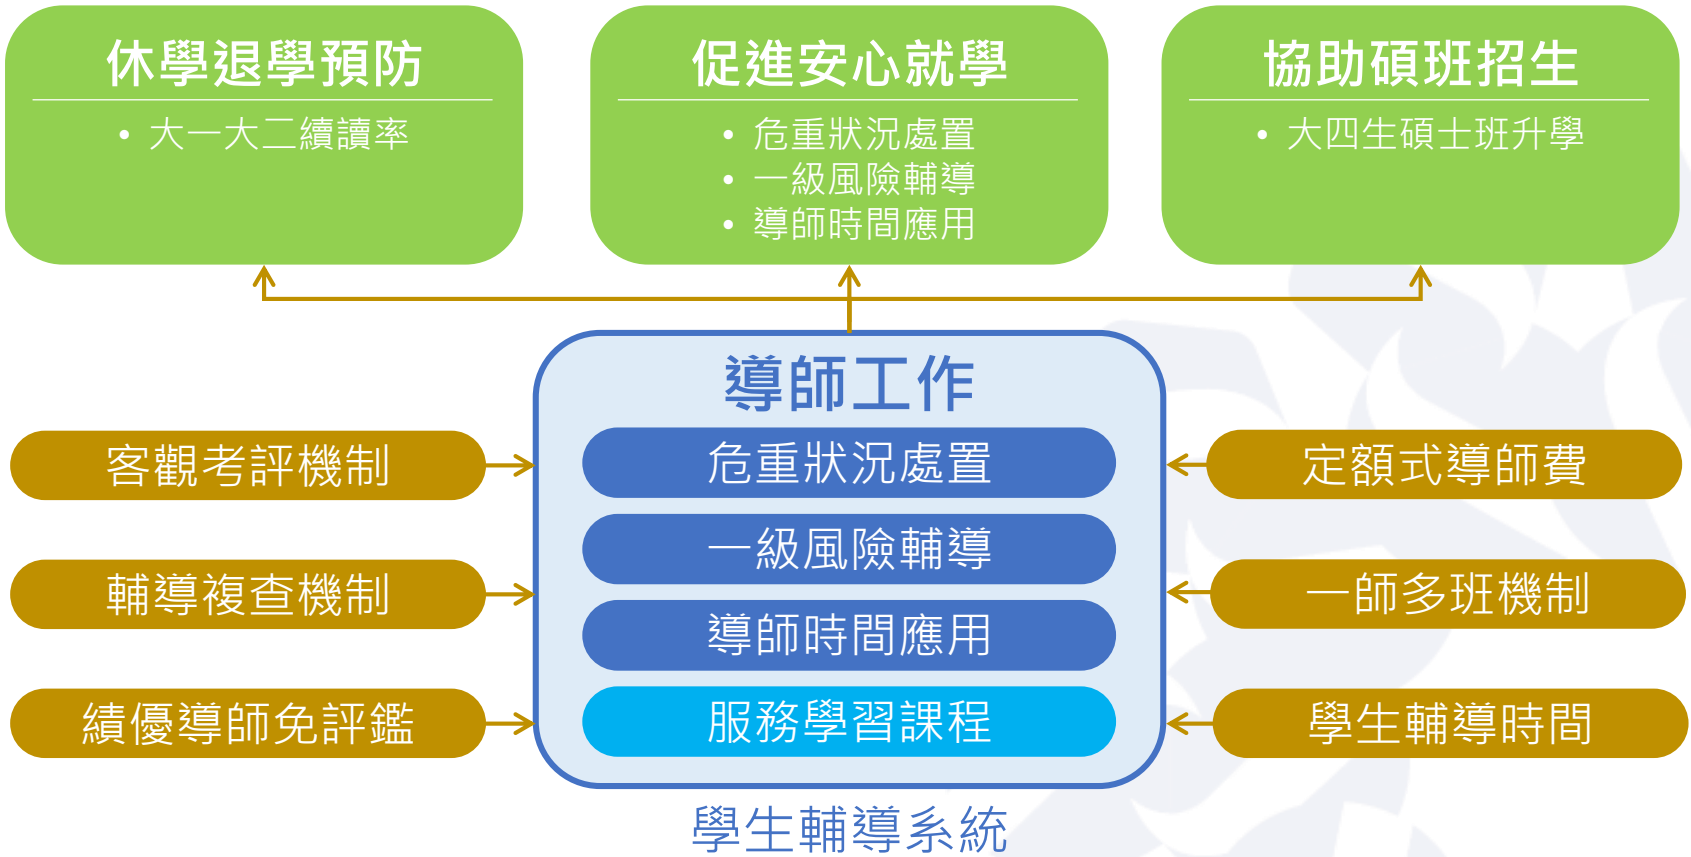 休學退學預防
• 大一大二續讀率
促進安心就學
• 危重狀況處置
• 一級風險輔導
• 導師時間應用
協助碩班招生
• 大四生碩士班升學
導師工作
危重狀況處置
一級風險輔導
導師時間應用
服務學習課程
客觀考評機制
輔導複查機制
績優導師免評鑑
定額式導師費
一師多班機制
學生輔導時間
學生輔導系統